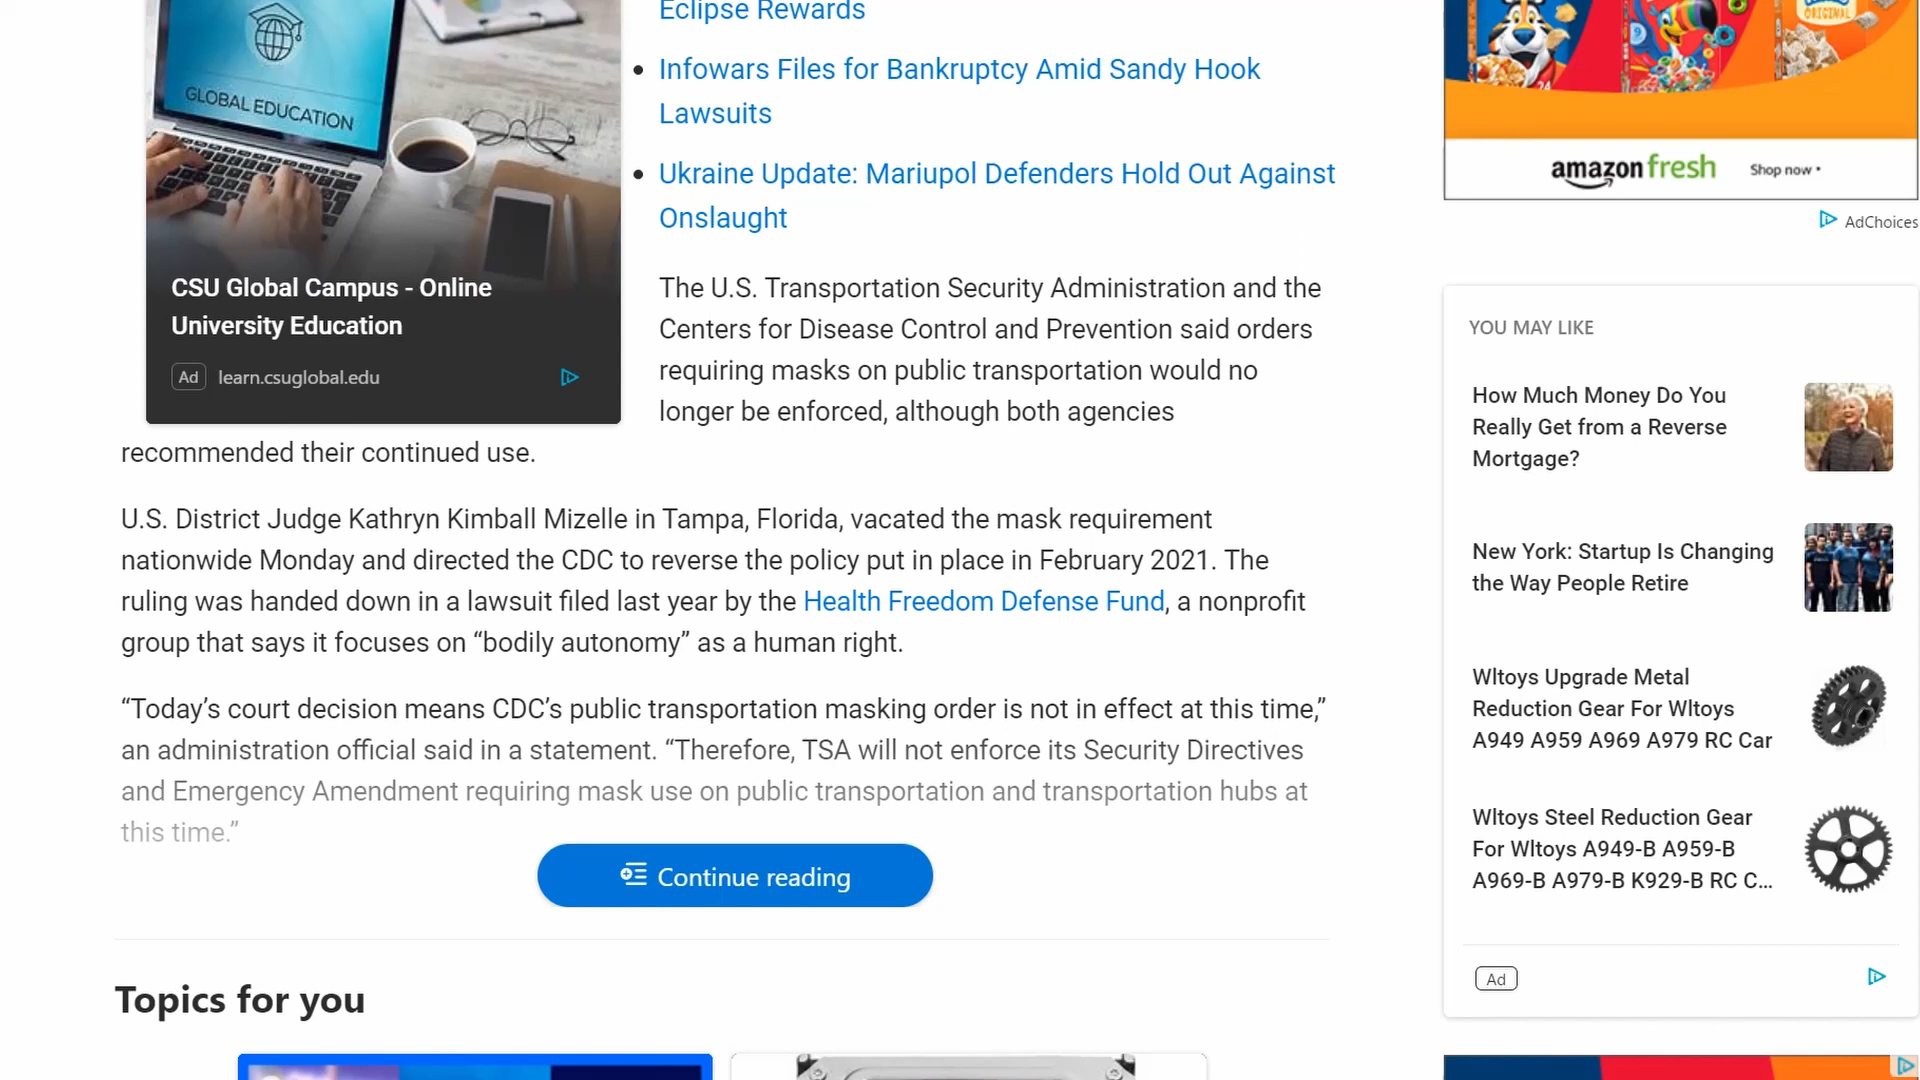 Eclipse Rewards
GLOBAL EDUCATION
Infowars Files for Bankruptcy Amid Sandy Hook
Lawsuits
Ukraine Update: Mariupol Defenders Hold Out Against
Onslaught
CSU Global Campus - Online
University Education
Ad learn.csuglobal.edu
The U.S. Transportation Security Administration and the
Centers for Disease Control and Prevention said orders
requiring masks on public transportation would no
longer be enforced, although both agencies
recommended their continued use.
U.S. District Judge Kathryn Kimball Mizelle in Tampa, Florida, vacated the mask requirement
nationwide Monday and directed the CDC to reverse the policy put in place in February 2021. The
ruling was handed down in a lawsuit filed last year by the Health Freedom Defense Fund, a nonprofit
group that says it focuses on “bodily autonomy” as a human right.
“Today’s court decision means CDC’s public transportation masking order is not in effect at this time,”
an administration official said in a statement. “Therefore, TSA will not enforce its Security Directives
and Emergency Amendment requiring mask use on public transportation and transportation hubs at
this time.”
Continue reading
Topics for you
ORIGINAL
24
amazon fresh Shop now
AdChoices
YOU MAY LIKE
How Much Money Do You
Really Get from a Reverse
Mortgage?
New York: Startup Is Changing
the Way People Retire
Wltoys Upgrade Metal
Reduction Gear For Wltoys
A949 A959 A969 A979 RC Car
Wltoys Steel Reduction Gear
For Wltoys A949-B A959-B
A969-B A979-B K929-B RC C...
Ad